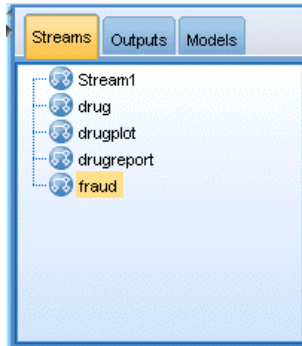 Streams Outputs Models
Stream1
drug
drugplot
drugreport
fraud